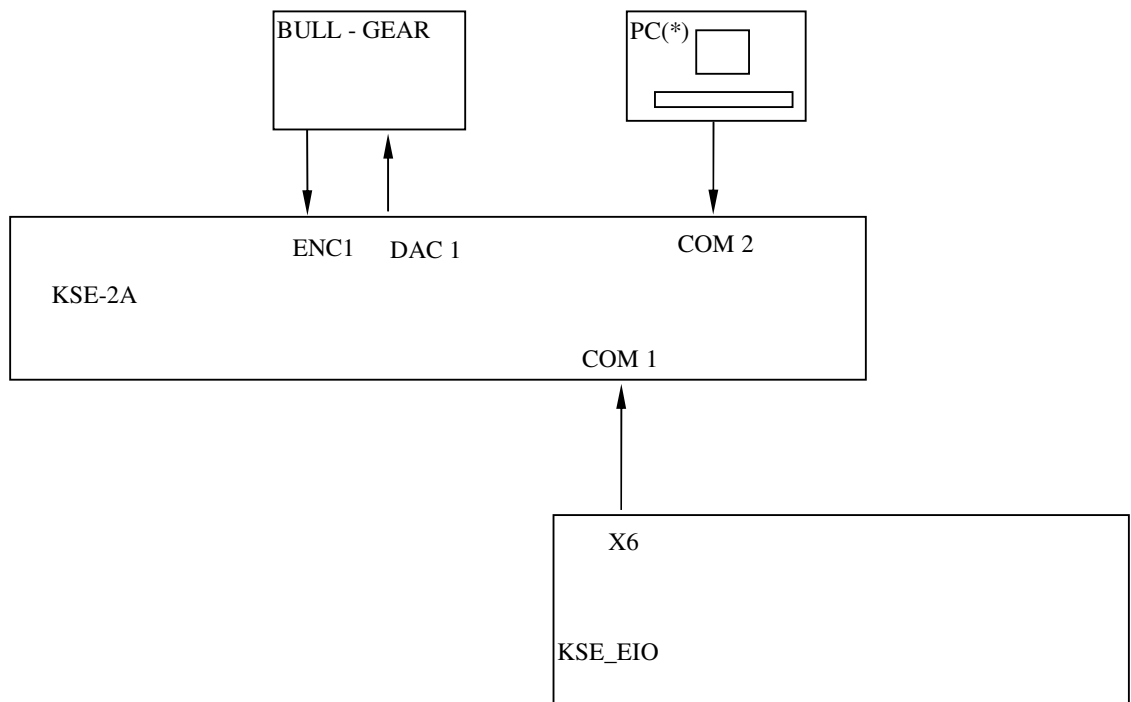 BULL - GEAR
PC(*)
ENC1
DAC 1
COM 2
KSE-2A
COM 1
X6
KSE_EIO